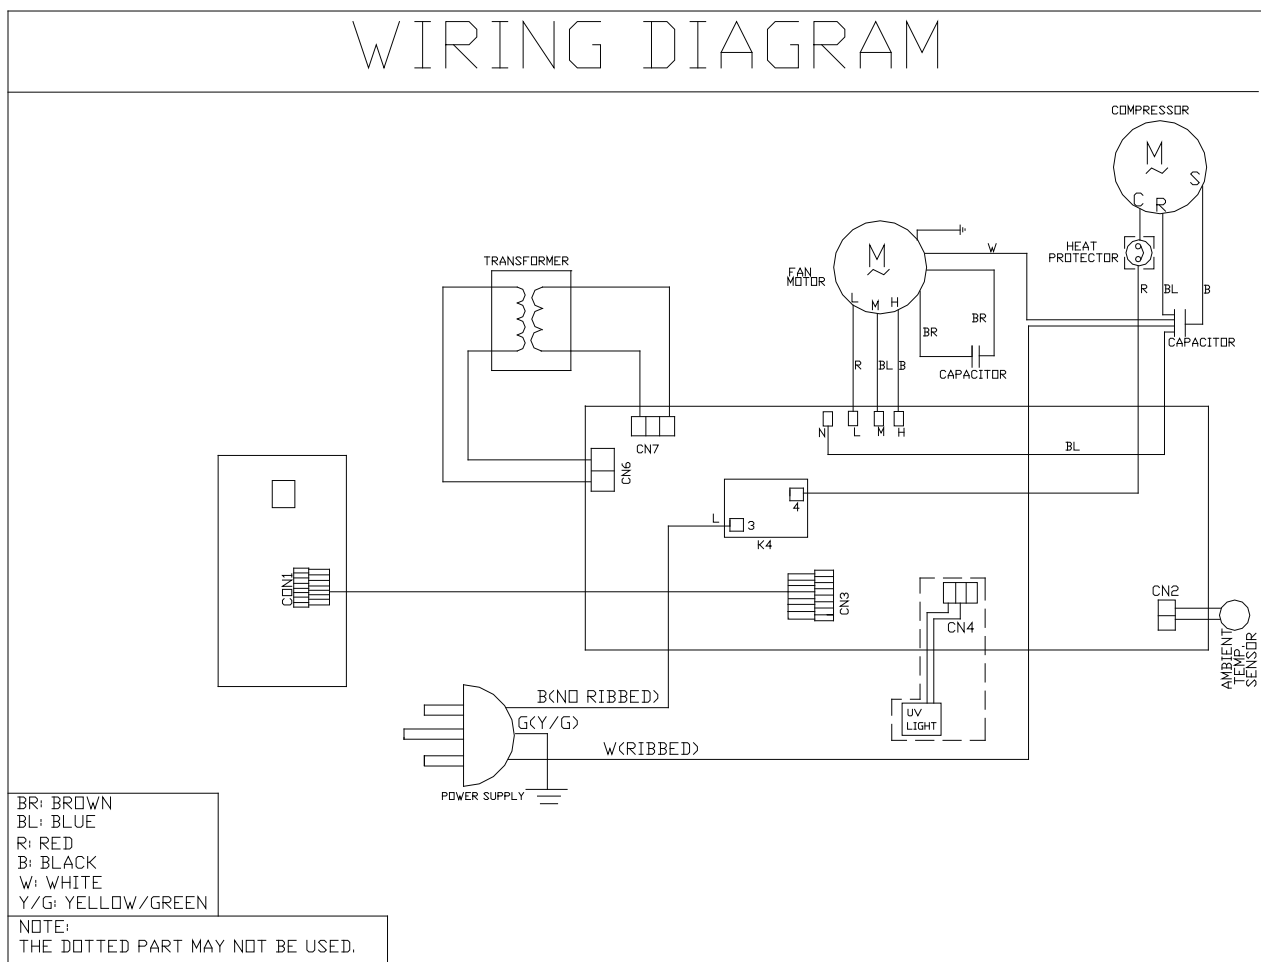 WIRING DIAGRAM
COMPRESSOR
M
S
C
R
HEAT
PROTECTOR
R
BL
B
CAPACITOR
W
M
FAN
MOTOR
L
M
H
BR
BR
CAPACITOR
R
BL
B
TRANSFORMER
CN7
CN6
N
L
M
H
BL
4
L
3
K4
CON1
CN3
CN4
UV
LIGHT
CN2
AMBIENT
TEMP.
SENSOR
B(NO RIBBED)
G(Y/G)
W(RIBBED)
POWER SUPPLY
BR: BROWN
BL: BLUE
R: RED
B: BLACK
W: WHITE
Y/G: YELLOW/GREEN
NOTE:
THE DOTTED PART MAY NOT BE USED.